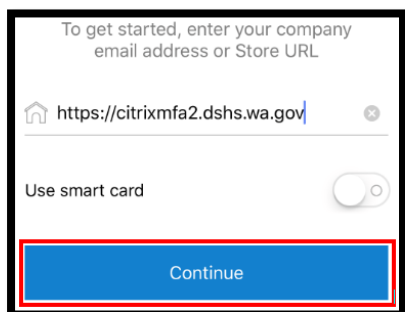 To get started, enter your company
email address or Store URL
https://citrixmfa2.dshs.wa.gov
Use smart card
Continue